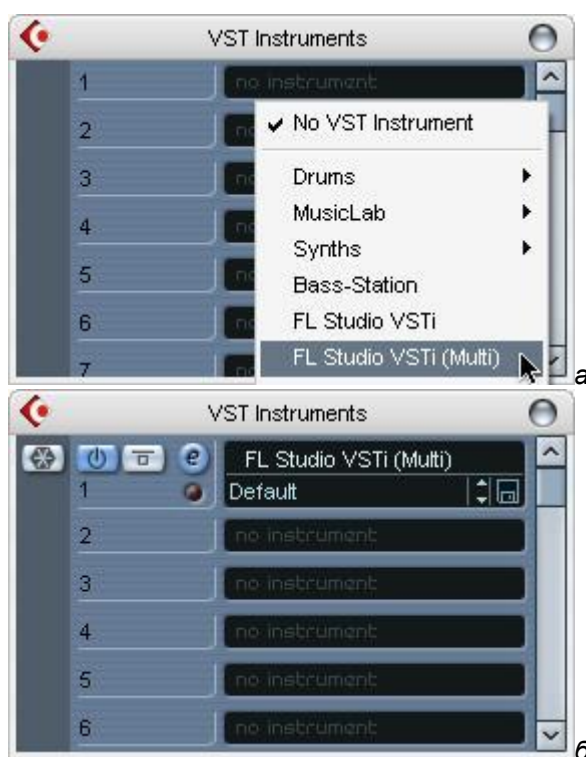 VST Instruments
1 no instrument
✓ No VST Instrument
2
3 Drums
MusicLab
4
Synths
5 Bass-Station
6 FL Studio VSTi
7 FL Studio VSTi (Multi)
а
VST Instruments
e FL Studio VSTi (Multi)
1 Default
2 no instrument
3 no instrument
4 no instrument
5 no instrument
6 no instrument
б